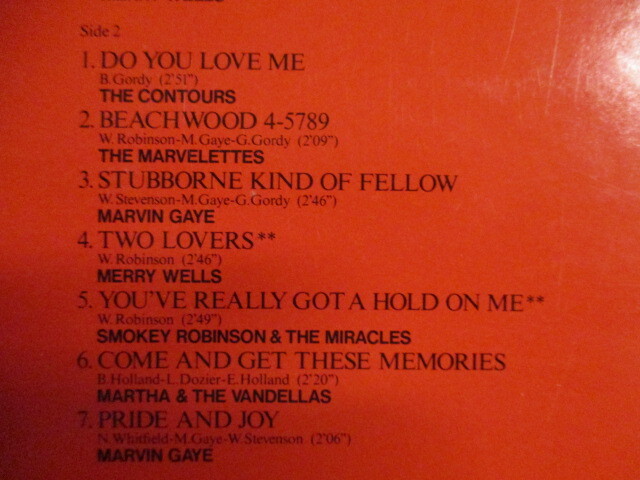 Side 2
1. DO YOU LOVE ME
B. Gordy (2'51")
THE CONTOURS
2. BEACHWOOD 4-5789
W. Robinson-M. Gaye-G. Gordy (2'09")
THE MARVELETTES
3. STUBBORNE KIND OF FELLOW
W. Stevenson-M. Gaye-G. Gordy (2'46")
MARVIN GAYE
4. TWO LOVERS**
W. Robinson (2'46")
MERRY WELLS
5. YOU'VE REALLY GOT A HOLD ON ME**
W. Robinson (2'49")
SMOKEY ROBINSON & THE MIRACLES
6. COME AND GET THESE MEMORIES
B. Holland-L. Dozier-E. Holland (2'20")
MARTHA & THE VANDELLAS
7. PRIDE AND JOY
N. Whitfield-M. Gaye-W. Stevenson (2'06")
MARVIN GAYE